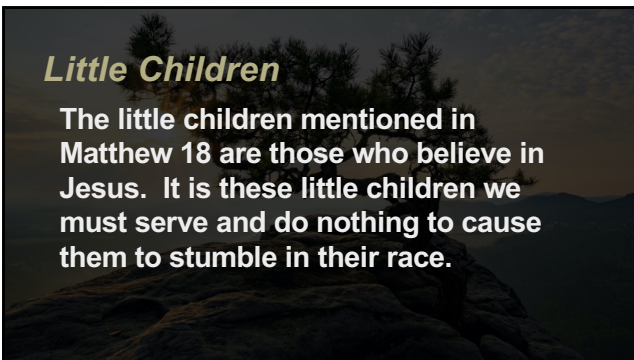 Little Children
The little children mentioned in
Matthew 18 are those who believe in
Jesus.  It is these little children we
must serve and do nothing to cause
them to stumble in their race.